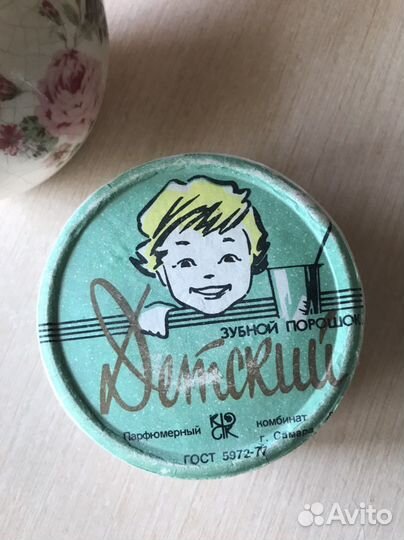 ЗУБНОЙ ПОРОШОК
Детский
Парфюмерный комбинат
г. Самара
ГОСТ 5972-77
Avito